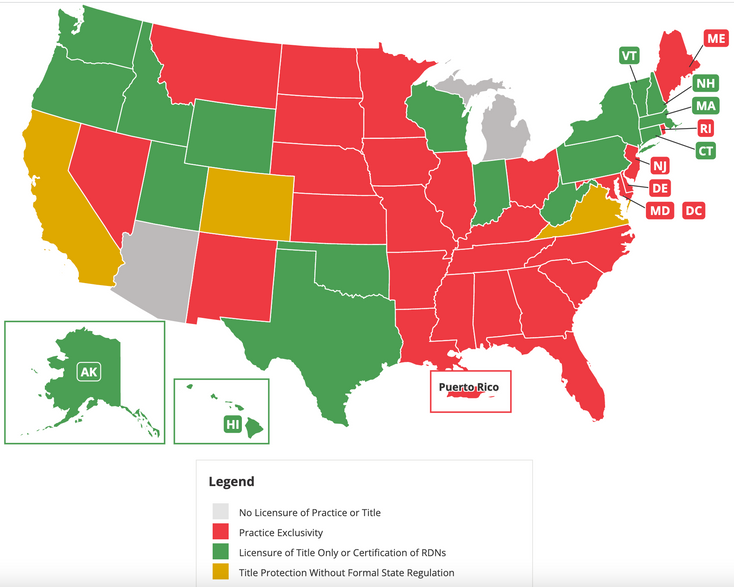 ME
VT
NH
MA
RI
CT
NJ
DE
MD DC
AK
HI
Puerto Rico
Legend
No Licensure of Practice or Title
Practice Exclusivity
Licensure of Title Only or Certification of RDNs
Title Protection Without Formal State Regulation